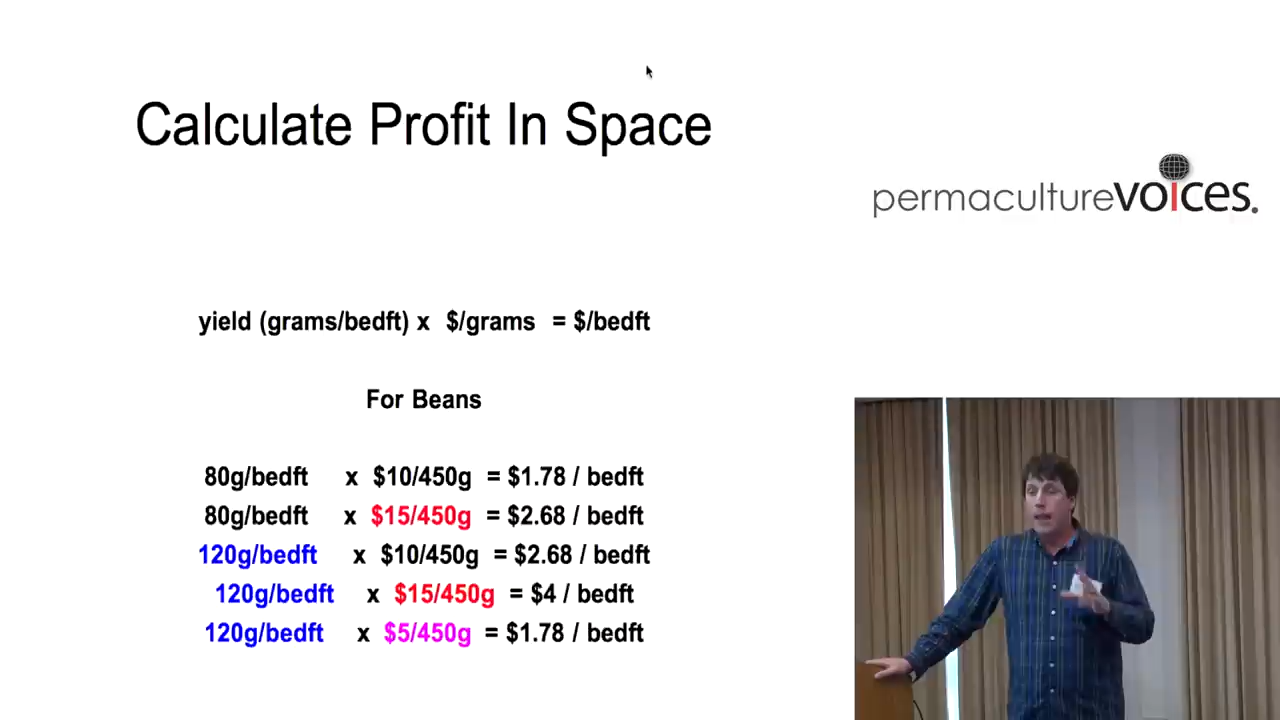 Calculate Profit In Space
permaculturevoices.
yield (grams/bedft) x $/grams = $/bedft
For Beans
80g/bedft x $10/450g = $1.78 / bedft
80g/bedft x $15/450g = $2.68 / bedft
120g/bedft x $10/450g = $2.68 / bedft
120g/bedft x $15/450g = $4 / bedft
120g/bedft x $5/450g = $1.78 / bedft